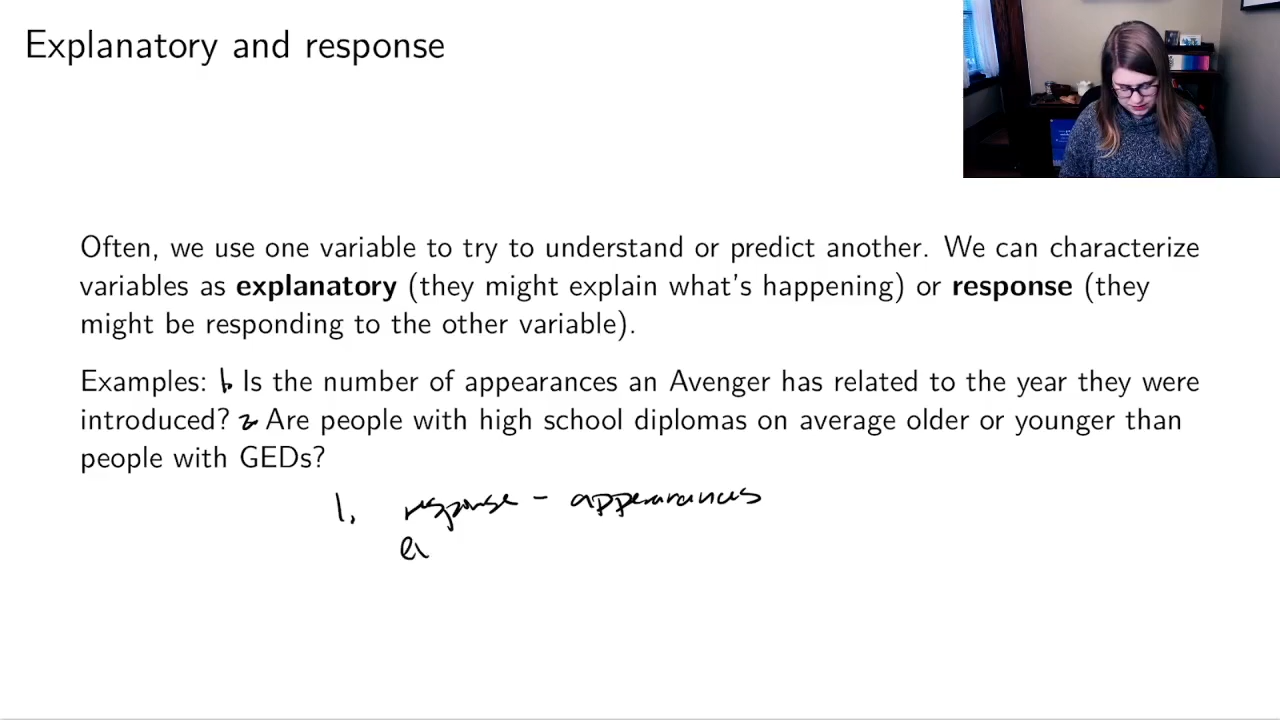 Explanatory and response
Often, we use one variable to try to understand or predict another. We can characterize
variables as explanatory (they might explain what's happening) or response (they
might be responding to the other variable).
Examples: 1. Is the number of appearances an Avenger has related to the year they were
introduced? 2. Are people with high school diplomas on average older or younger than
people with GEDs?
1. response - appearances
ex